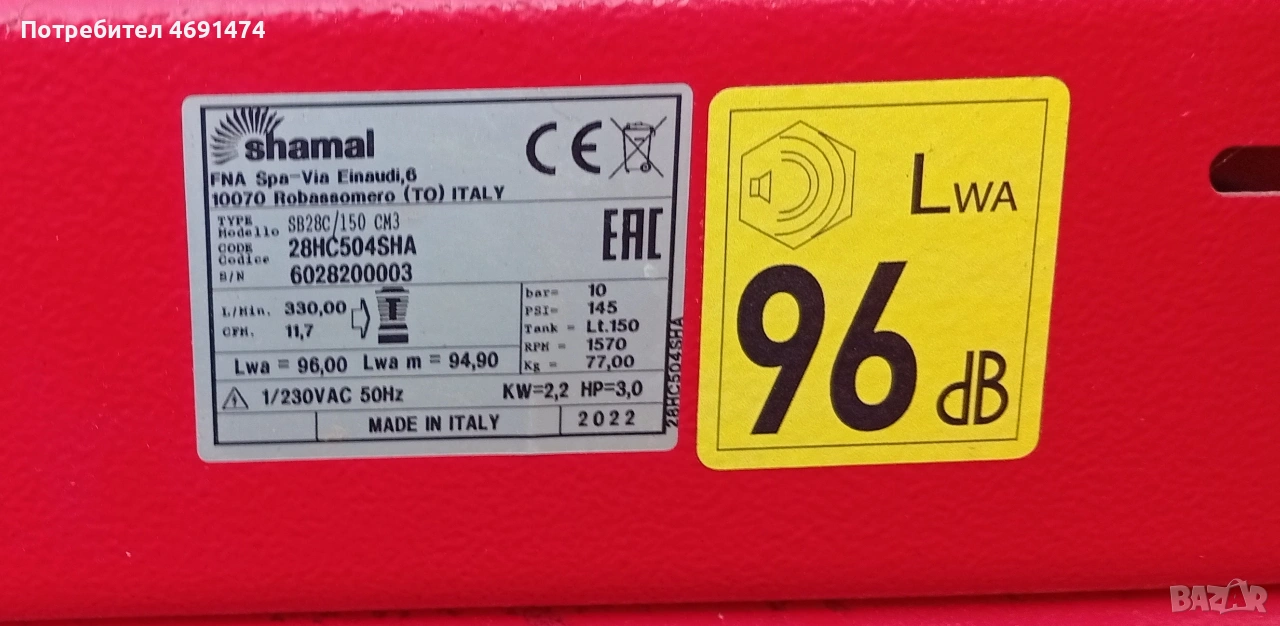 Потребител 4691474
shamal
CE
FNA Spa-Via Einaudi,6
10070 Robassomero (TO) ITALY
TYPE
Modello SB28C/150 CM3
CODE
Codice 28HC504SHA
S/N 6028200003
EAC
L/Min. 330,00
CFM. 11,7
bar= 10
PSI= 145
Tank = Lt.150
RPM = 1570
Kg = 77,00
Lwa = 96,00 Lwa m = 94,90
1/230VAC 50Hz KW=2,2 HP=3,0
MADE IN ITALY 2022
28HC504SHA
LWA
96 dB
BAZAR